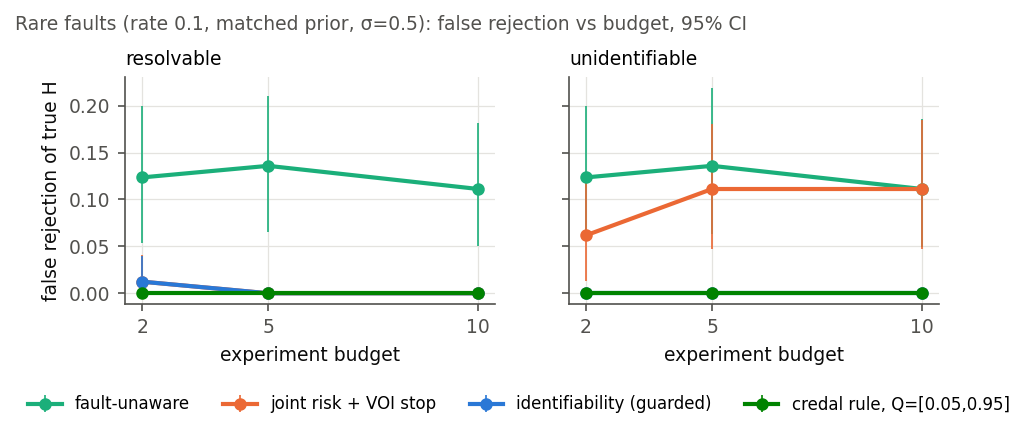 Rare faults (rate 0.1, matched prior, σ=0.5): false rejection vs budget, 95% CI
resolvable
unidentifiable
false rejection of true H
0.20
0.15
0.10
0.05
0.00
2 5 10
2 5 10
experiment budget
experiment budget
fault-unaware joint risk + VOI stop identifiability (guarded) credal rule, Q=[0.05,0.95]